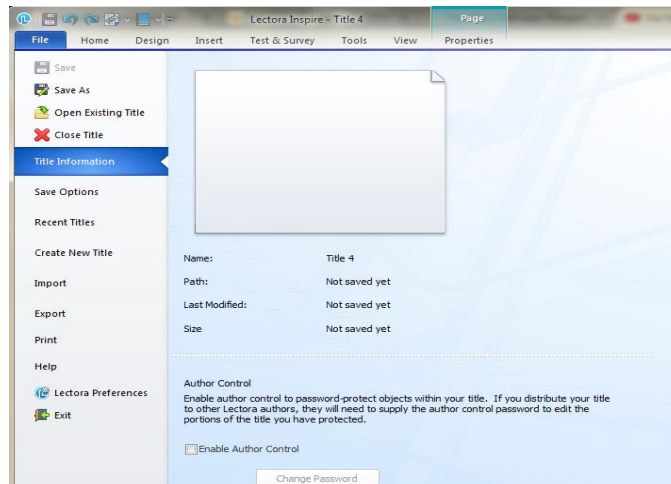 Lectora Inspire - Title 4
Page
File Home Design Insert Test & Survey Tools View Properties
Save
Save As
Open Existing Title
Close Title
Title Information
Save Options
Recent Titles
Create New Title
Import
Export
Print
Help
Lectora Preferences
Exit
Name: Title 4
Path: Not saved yet
Last Modified: Not saved yet
Size Not saved yet
Author Control
Enable author control to password-protect objects within your title. If you distribute your title
to other Lectora authors, they will need to supply the author control password to edit the
portions of the title you have protected.
Enable Author Control
Change Password